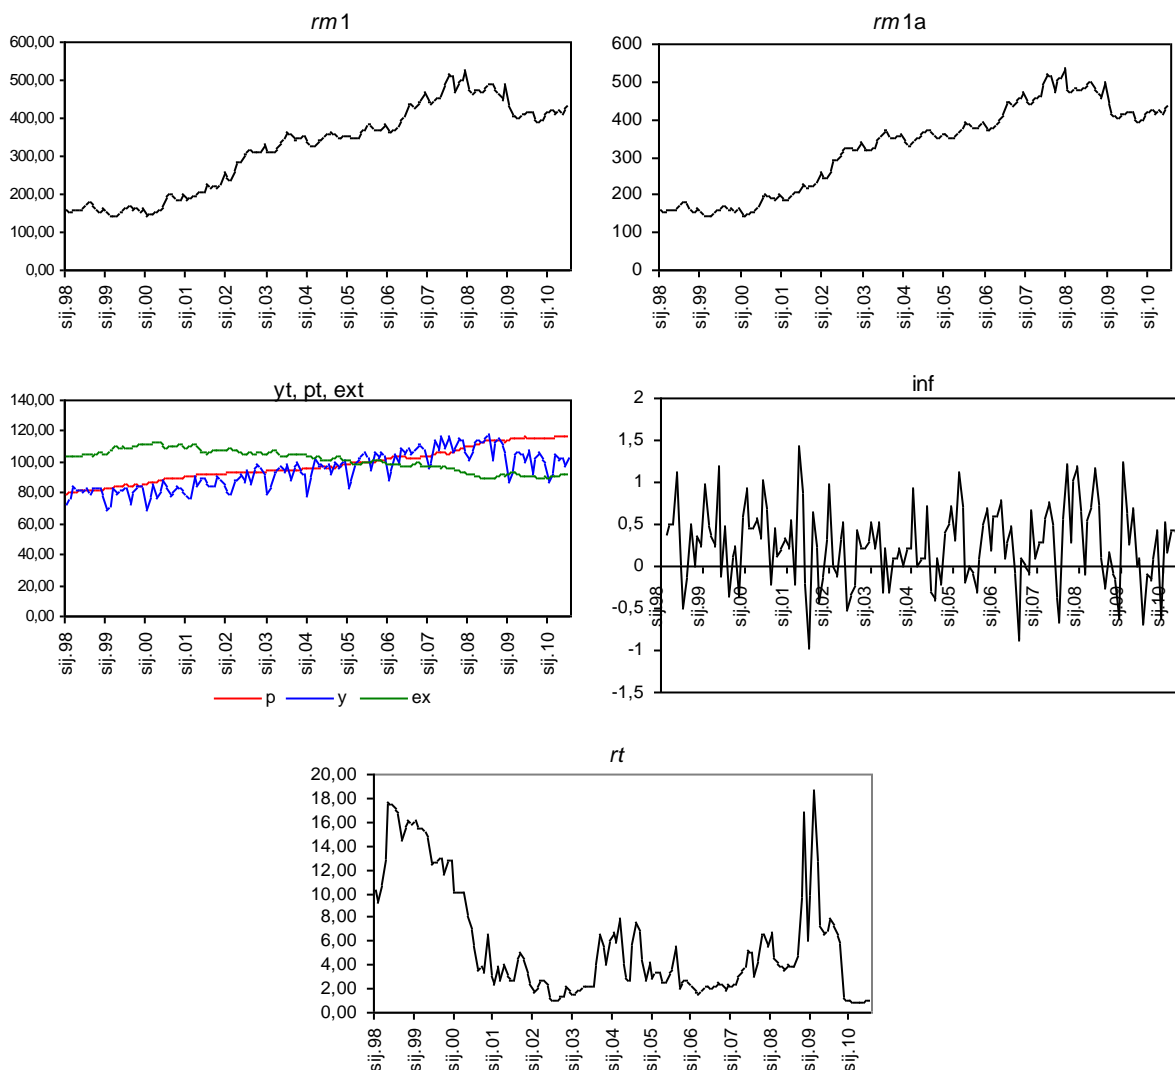 rm1
600,00
500,00
400,00
300,00
200,00
100,00
0,00
sij.98
sij.99
sij.00
sij.01
sij.02
sij.03
sij.04
sij.05
sij.06
sij.07
sij.08
sij.09
sij.10
rm1a
600
500
400
300
200
100
0
sij.98
sij.99
sij.00
sij.01
sij.02
sij.03
sij.04
sij.05
sij.06
sij.07
sij.08
sij.09
sij.10
yt, pt, ext
140,00
120,00
100,00
80,00
60,00
40,00
20,00
0,00
sij.98
sij.99
sij.00
sij.01
sij.02
sij.03
sij.04
sij.05
sij.06
sij.07
sij.08
sij.09
sij.10
p y ex
inf
2
1,5
1
0,5
0
-0,5
-1
-1,5
sij.98
sij.99
sij.00
sij.01
sij.02
sij.03
sij.04
sij.05
sij.06
sij.07
sij.08
sij.09
sij.10
rt
20,00
18,00
16,00
14,00
12,00
10,00
8,00
6,00
4,00
2,00
0,00
sij.98
sij.99
sij.00
sij.01
sij.02
sij.03
sij.04
sij.05
sij.06
sij.07
sij.08
sij.09
sij.10